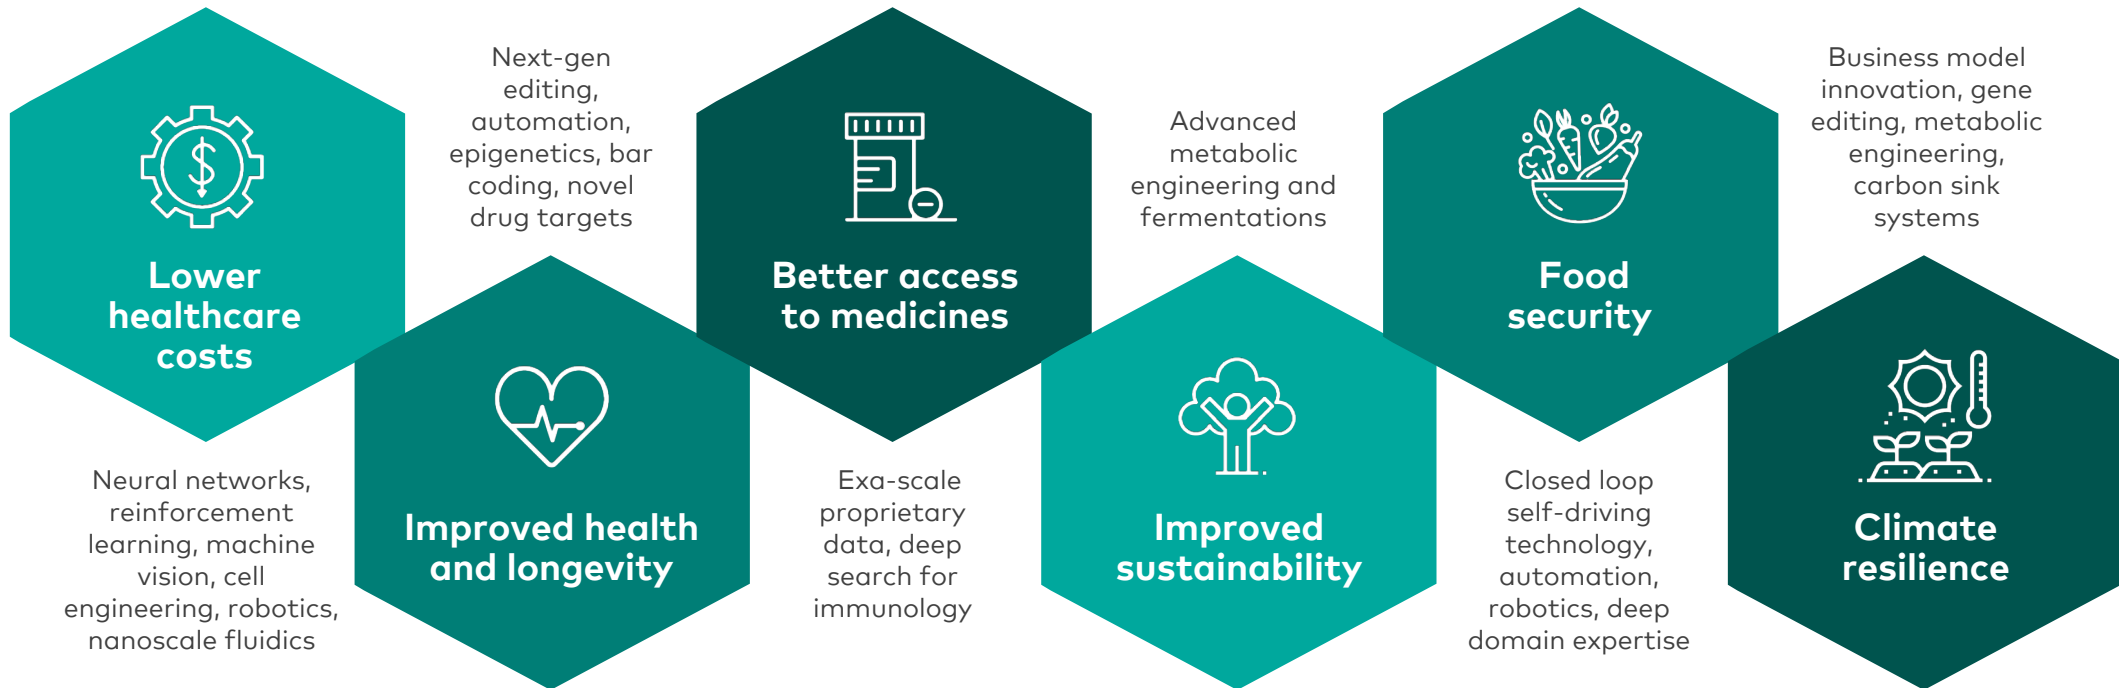 Lower
healthcare
costs
Neural networks,
reinforcement
learning, machine
vision, cell
engineering, robotics,
nanoscale fluidics
Next-gen
editing,
automation,
epigenetics, bar
coding, novel
drug targets
Improved health
and longevity
Better access
to medicines
Exa-scale
proprietary
data, deep
search for
immunology
Advanced
metabolic
engineering and
fermentations
Improved
sustainability
Food
security
Closed loop
self-driving
technology,
automation,
robotics, deep
domain expertise
Business model
innovation, gene
editing, metabolic
engineering,
carbon sink
systems
Climate
resilience